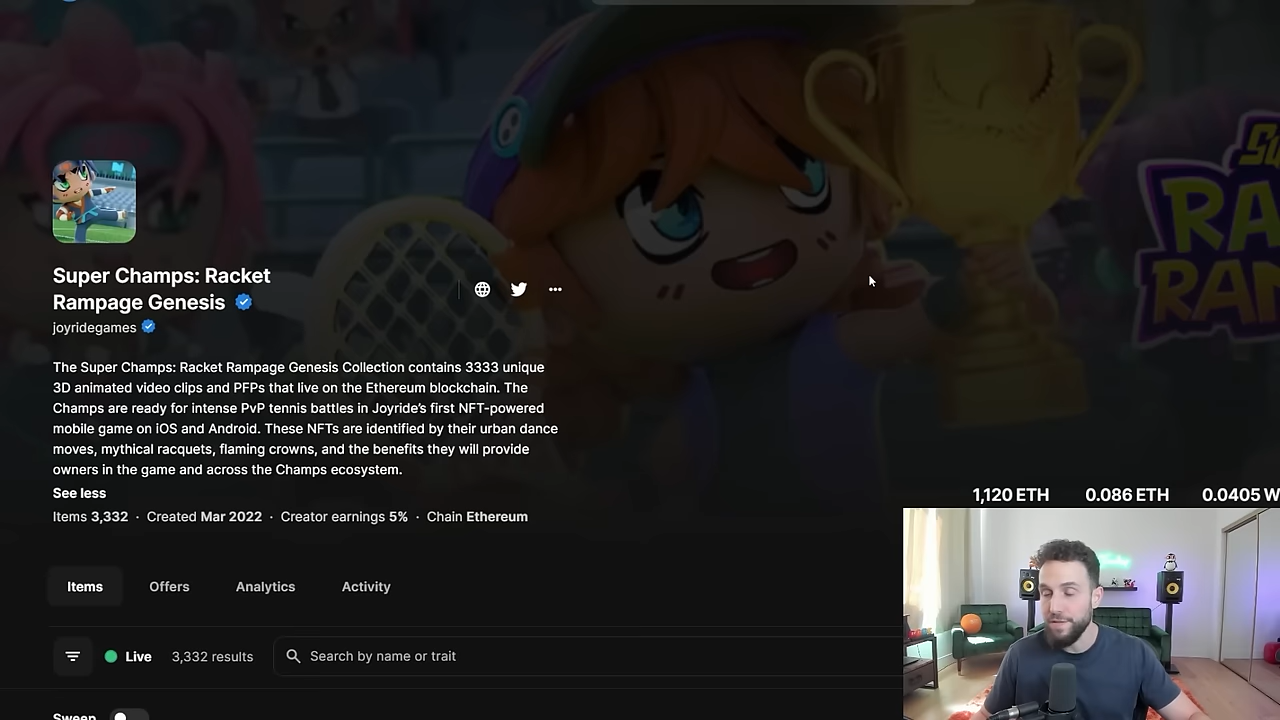 Super Champs: Racket
Rampage Genesis
joyridegames
The Super Champs: Racket Rampage Genesis Collection contains 3333 unique
3D animated video clips and PFPs that live on the Ethereum blockchain. The
Champs are ready for intense PvP tennis battles in Joyride’s first NFT-powered
mobile game on iOS and Android. These NFTs are identified by their urban dance
moves, mythical racquets, flaming crowns, and the benefits they will provide
owners in the game and across the Champs ecosystem.
See less
Items 3,332 · Created Mar 2022 · Creator earnings 5% · Chain Ethereum
1,120 ETH 0.086 ETH 0.0405 W
Items Offers Analytics Activity
Live 3,332 results Search by name or trait
Sweep